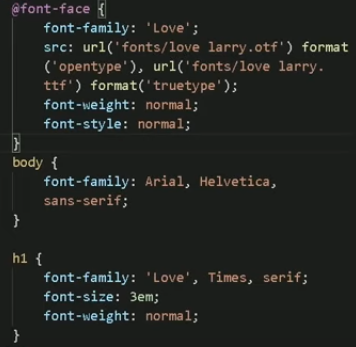 @font-face {
font-family: 'Love';
src: url('fonts/love larry.otf') format
('opentype'), url('fonts/love larry.
ttf') format('truetype');
font-weight: normal;
font-style: normal;
}
body {
font-family: Arial, Helvetica,
sans-serif;
}
h1 {
font-family: 'Love', Times, serif;
font-size: 3em;
font-weight: normal;
}